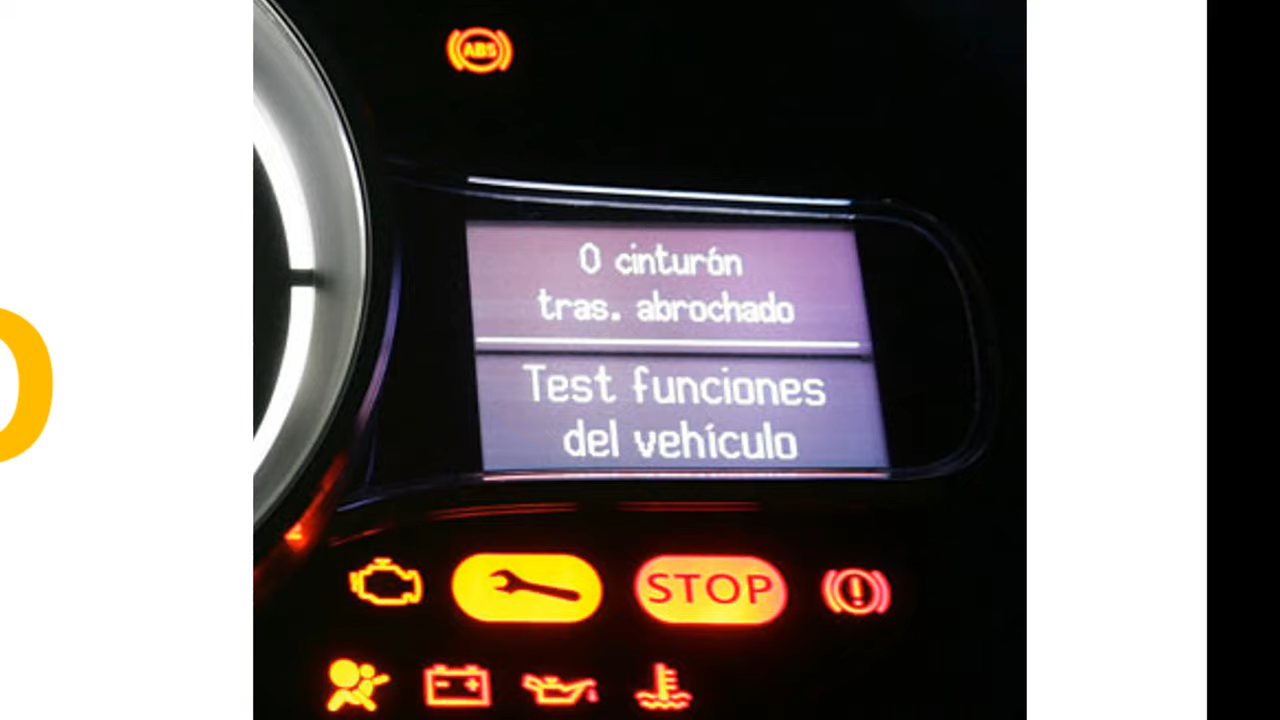 ABS
0 cinturón
tras. abrochado
Test funciones
del vehículo
STOP